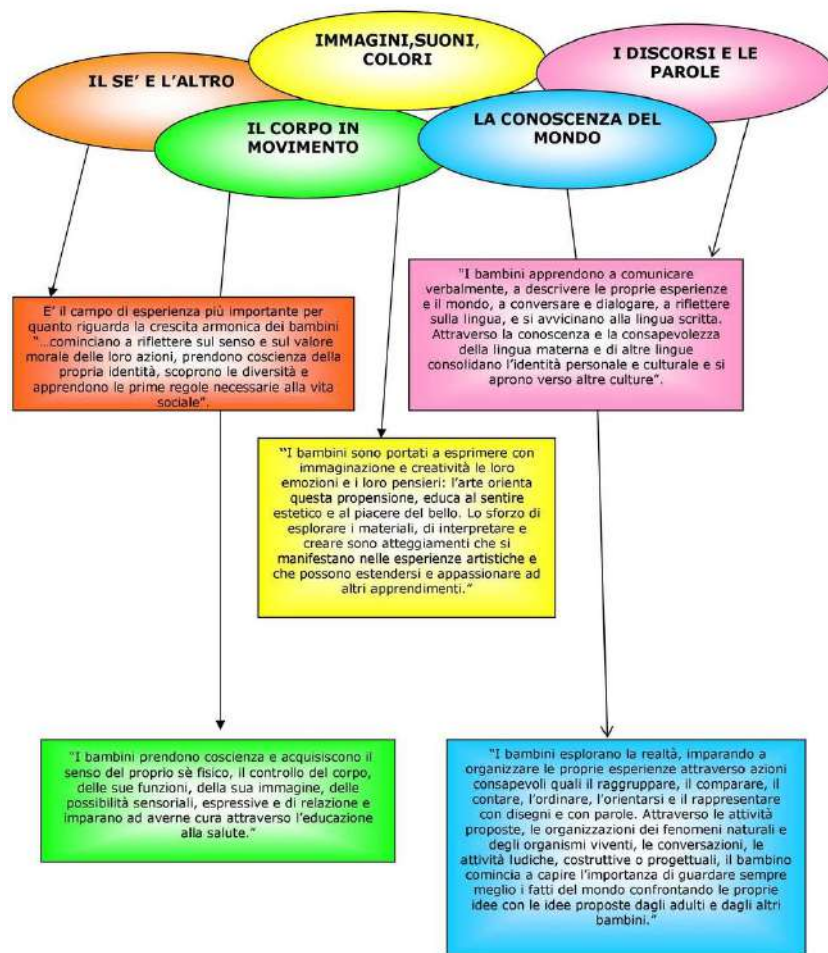 IMMAGINI,SUONI,
COLORI
I DISCORSI E LE
PAROLE
IL SE’ E L’ALTRO
IL CORPO IN
MOVIMENTO
LA CONOSCENZA DEL
MONDO
E’ il campo di esperienza più importante per
quanto riguarda la crescita armonica dei bambini
“…cominciano a riflettere sul senso e sul valore
morale delle loro azioni, prendono coscienza della
propria identità, scoprono le diversità e
apprendono le prime regole necessarie alla vita
sociale”.
“I bambini apprendono a comunicare
verbalmente, a descrivere le proprie esperienze
e il mondo, a conversare e dialogare, a riflettere
sulla lingua, e si avvicinano alla lingua scritta.
Attraverso la conoscenza e la consapevolezza
della lingua materna e di altre lingue
consolidano l’identità personale e culturale e si
aprono verso altre culture”.
“I bambini sono portati a esprimere con
immaginazione e creatività le loro
emozioni e i loro pensieri: l’arte orienta
questa propensione, educa al sentire
estetico e al piacere del bello. Lo sforzo di
esplorare i materiali, di interpretare e
creare sono atteggiamenti che si
manifestano nelle esperienze artistiche e
che possono estendersi e appassionare ad
altri apprendimenti.”
“I bambini prendono coscienza e acquisiscono il
senso del proprio sè fisico, il controllo del corpo,
delle sue funzioni, della sua immagine, delle
possibilità sensoriali, espressive e di relazione e
imparano ad averne cura attraverso l’educazione
alla salute.”
“I bambini esplorano la realtà, imparando a
organizzare le proprie esperienze attraverso azioni
consapevoli quali il raggruppare, il comparare, il
contare, l’ordinare, l’orientarsi e il rappresentare
con disegni e con parole. Attraverso le attività
proposte, le organizzazioni dei fenomeni naturali e
degli organismi viventi, le conversazioni, le
attività ludiche, costruttive o progettuali, il bambino
comincia a capire l’importanza di guardare sempre
meglio i fatti del mondo confrontando le proprie
idee con le idee proposte dagli adulti e dagli altri
bambini.”